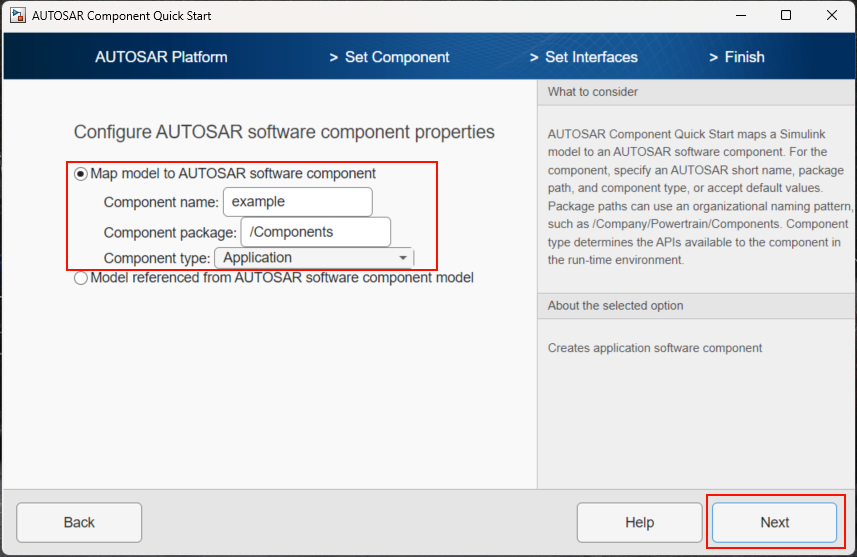 AUTOSAR Component Quick Start
AUTOSAR Platform > Set Component > Set Interfaces > Finish
Configure AUTOSAR software component properties
Map model to AUTOSAR software component
Component name: example
Component package: /Components
Component type: Application
Model referenced from AUTOSAR software component model
What to consider
AUTOSAR Component Quick Start maps a Simulink
model to an AUTOSAR software component. For the
component, specify an AUTOSAR short name, package
path, and component type, or accept default values.
Package paths can use an organizational naming pattern,
such as /Company/Powertrain/Components. Component
type determines the APIs available to the component in
the run-time environment.
About the selected option
Creates application software component
Back Help Next